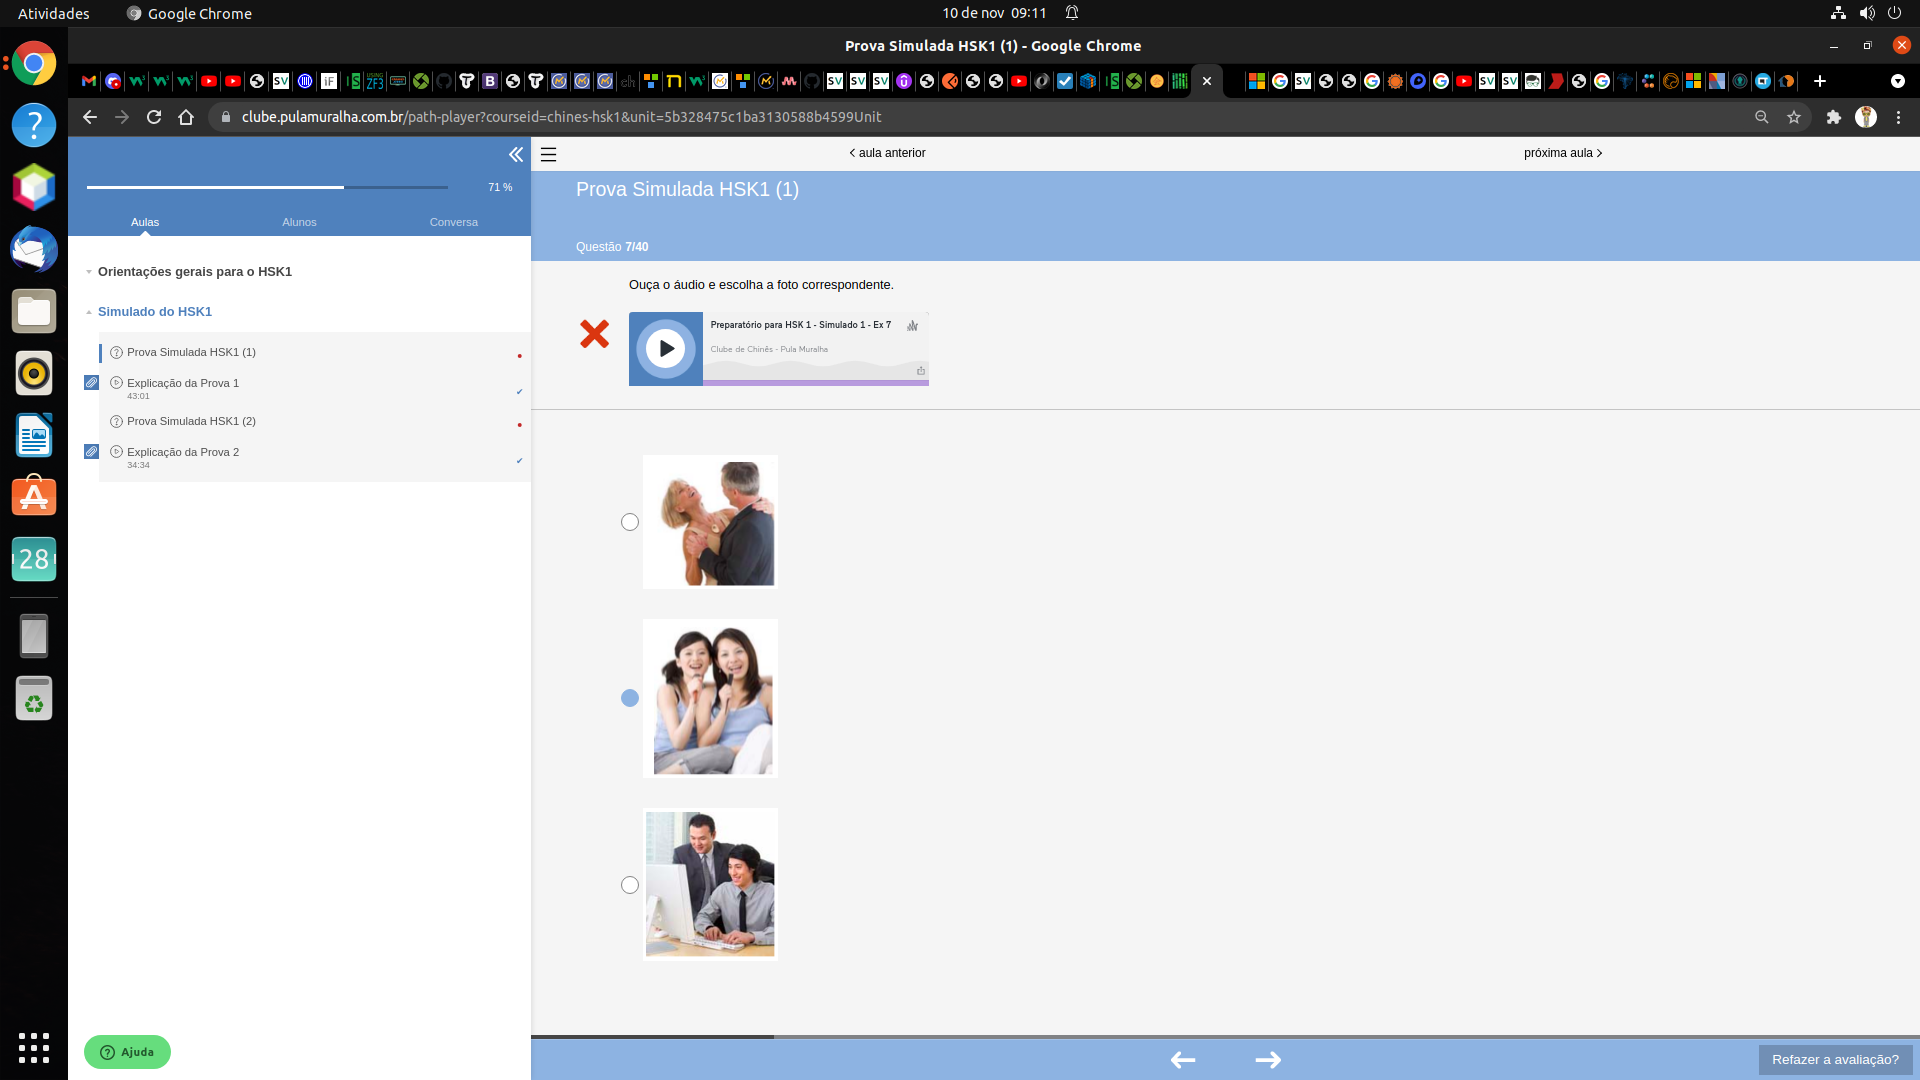 Atividades
Google Chrome
10 de nov 09:11
Prova Simulada HSK1 (1) - Google Chrome
clube.pulamuralha.com.br/path-player?courseid=chines-hsk1&unit=5b328475c1ba3130588b4599Unit
71 %
Aulas
Alunos
Conversa
Orientações gerais para o HSK1
Simulado do HSK1
Prova Simulada HSK1 (1)
Explicação da Prova 1
43:01
Prova Simulada HSK1 (2)
Explicação da Prova 2
34:34
Ajuda
28
aula anterior
próxima aula
Prova Simulada HSK1 (1)
Questão 7/40
Ouça o áudio e escolha a foto correspondente.
Preparatório para HSK 1 - Simulado 1 - Ex 7
Clube de Chinês - Pula Muralha
Refazer a avaliação?